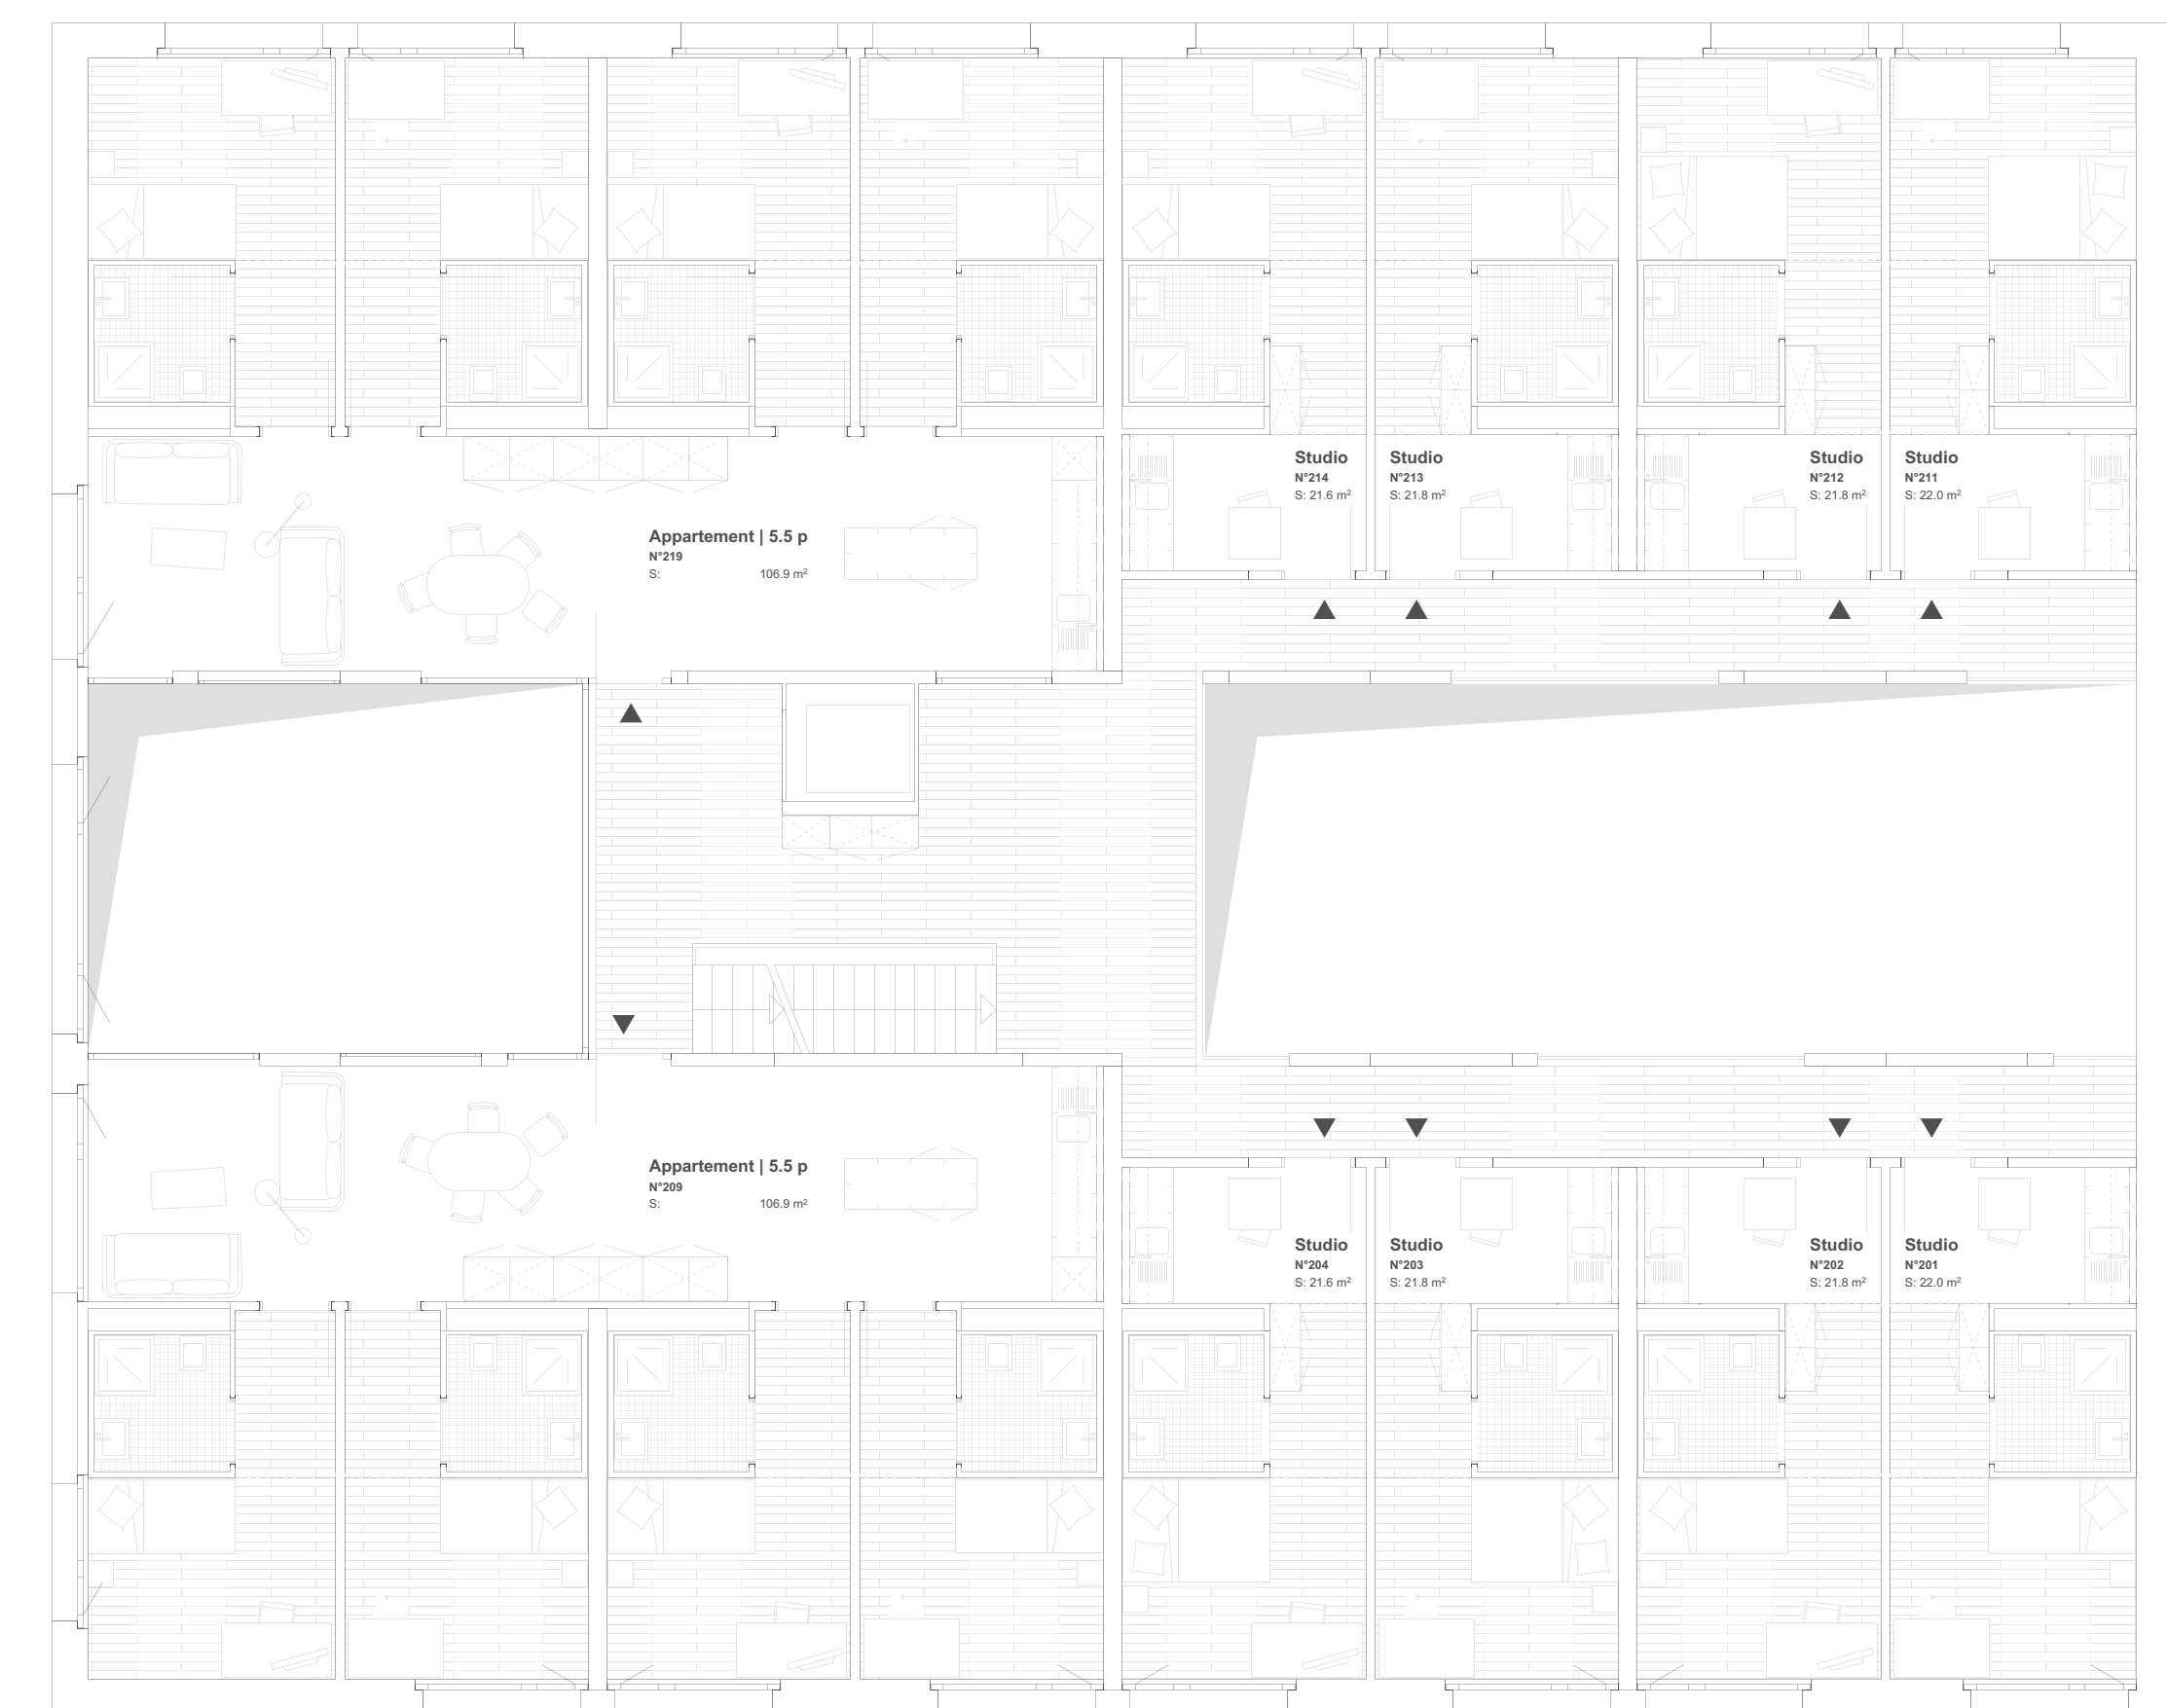 Studio
N°214
S: 21.6 m²
Studio
N°213
S: 21.8 m²
Studio
N°212
S: 21.8 m²
Studio
N°211
S: 22.0 m²
Appartement | 5.5 p
N°219
S: 106.9 m²
Appartement | 5.5 p
N°209
S: 106.9 m²
Studio
N°204
S: 21.6 m²
Studio
N°203
S: 21.8 m²
Studio
N°202
S: 21.8 m²
Studio
N°201
S: 22.0 m²